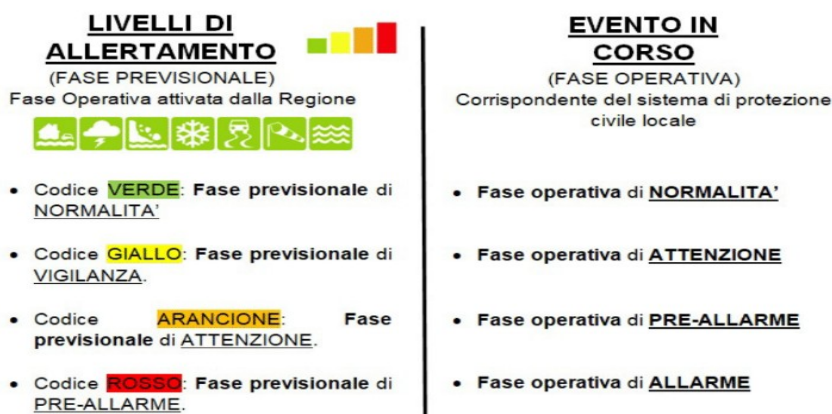 LIVELLI DI
ALLERTAMENTO
(FASE PREVISIONALE)
Fase Operativa attivata dalla Regione
• Codice VERDE: Fase previsionale di
NORMALITA'
• Codice GIALLO: Fase previsionale di
VIGILANZA.
• Codice ARANCIONE: Fase
previsionale di ATTENZIONE.
• Codice ROSSO: Fase previsionale di
PRE-ALLARME.
EVENTO IN
CORSO
(FASE OPERATIVA)
Corrispondente del sistema di protezione
civile locale
• Fase operativa di NORMALITA'
• Fase operativa di ATTENZIONE
• Fase operativa di PRE-ALLARME
• Fase operativa di ALLARME